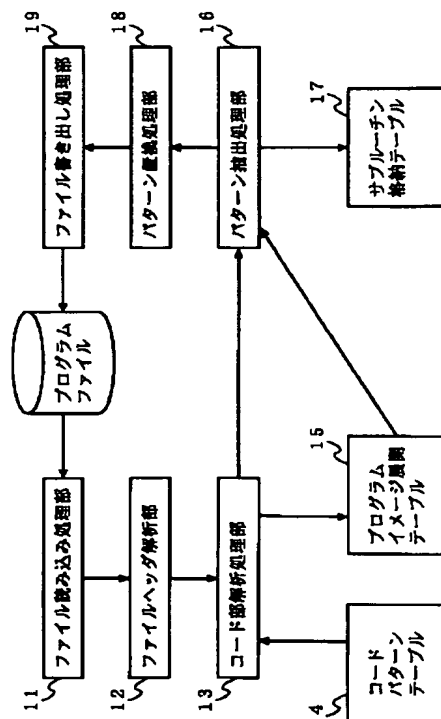 11
ファイル読み込み処理部
12
ファイルヘッダ解析部
13
コード部解析処理部
4
コード
パターン
テーブル
15
プログラム
イメージ展開
テーブル
プログラム
ファイル
19
ファイル書き出し処理部
18
パターン置換処理部
16
パターン抽出処理部
17
サブルーチン
格納テーブル